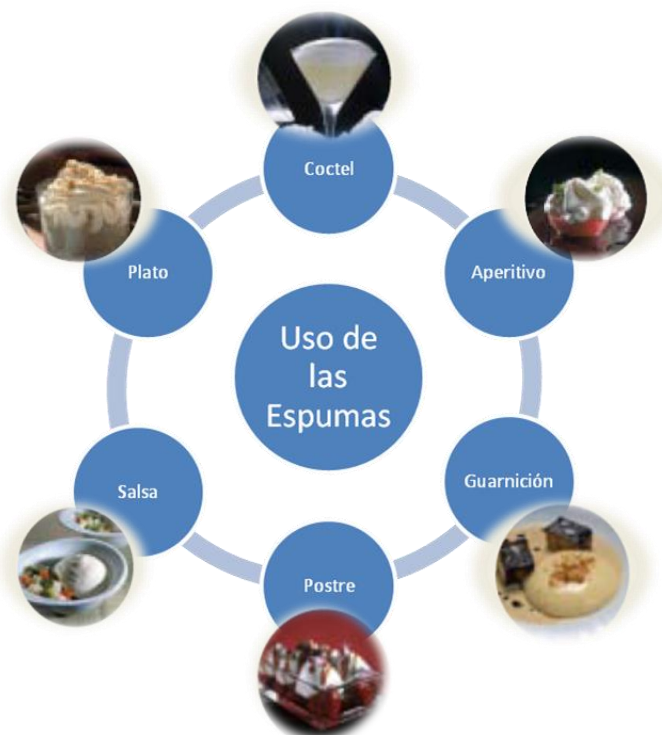 Coctel
Aperitivo
Guarnición
Postre
Salsa
Plato
Uso de
las
Espumas